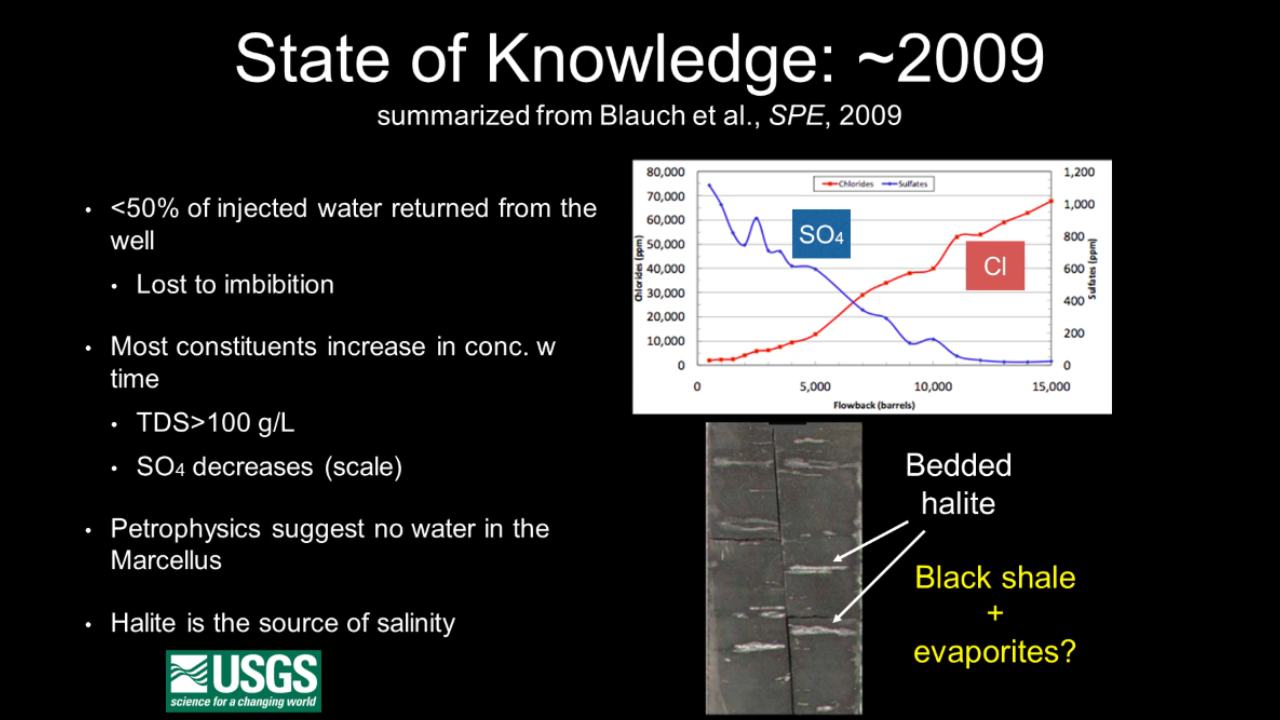 State of Knowledge: ~2009
summarized from Blauch et al., SPE, 2009
• <50% of injected water returned from the
well
• Lost to imbibition
• Most constituents increase in conc. w
time
• TDS>100 g/L
• SO₄ decreases (scale)
• Petrophysics suggest no water in the
Marcellus
• Halite is the source of salinity
USGS
science for a changing world
Chlorides Sulfates
80,000
70,000
60,000
50,000
40,000
30,000
20,000
10,000
0
Chlorides (ppm)
1,200
1,000
800
600
400
200
0
Sulfates (ppm)
SO₄
Cl
0 5,000 10,000 15,000
Flowback (barrels)
Bedded
halite
Black shale
+
evaporites?